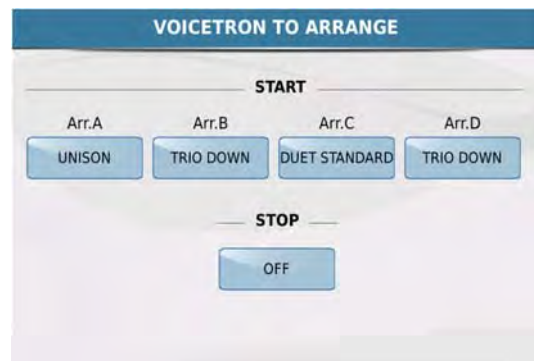 VOICETRON TO ARRANGE
START
Arr.A Arr.B Arr.C Arr.D
UNISON TRIO DOWN DUET STANDARD TRIO DOWN
STOP
OFF